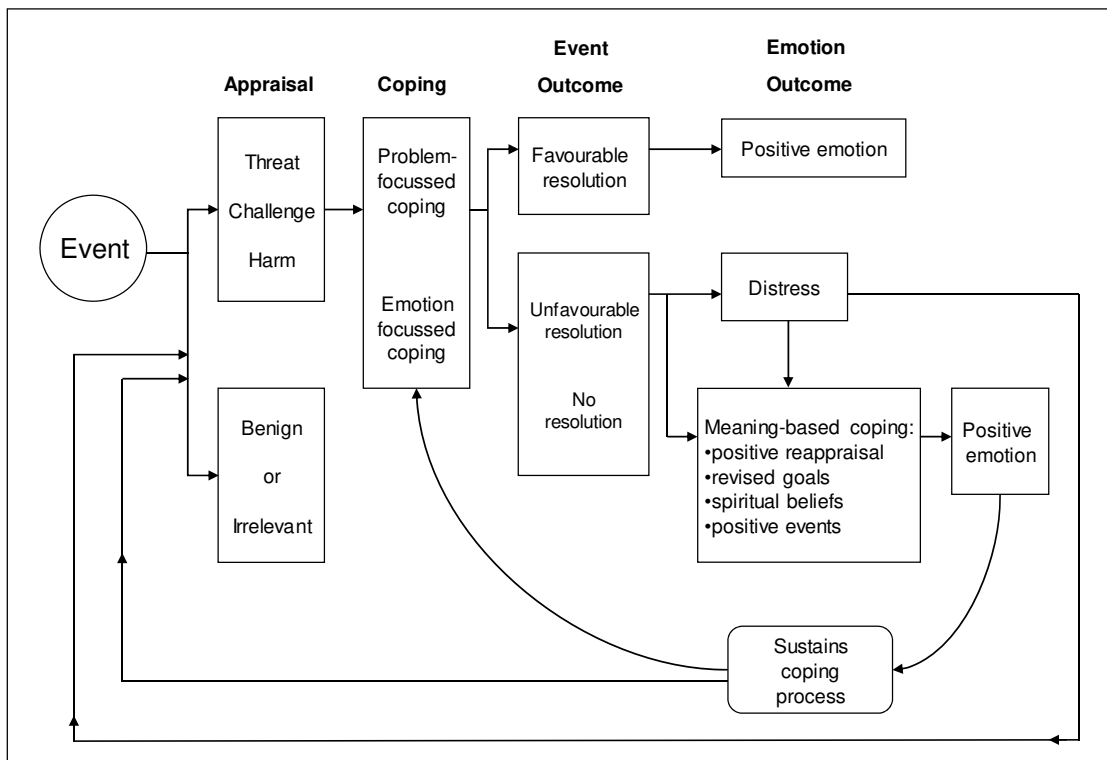 Event
Outcome
Emotion
Outcome
Appraisal
Coping
Event
Threat
Challenge
Harm
Benign
or
Irrelevant
Problem-
focussed
coping
Emotion
focussed
coping
Favourable
resolution
Unfavourable
resolution
No
resolution
Positive emotion
Distress
Meaning-based coping:
•positive reappraisal
•revised goals
•spiritual beliefs
•positive events
Positive
emotion
Sustains
coping
process